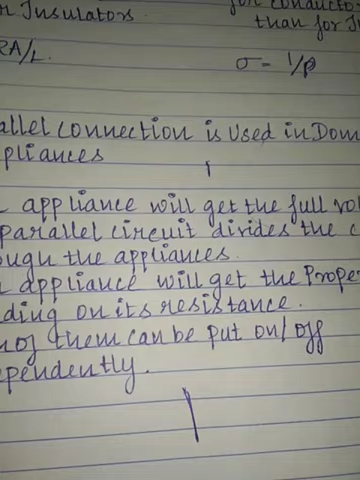 r Insulators. for conducto
than for I
RA/L. σ = 1/ρ
allel connection is used in Dom
pliances
appliance will get the full vol
parallel circuit divides the c
ough the appliances.
appliance will get the Proper
ding on its resistance.
of them can be put on/off
ependently.